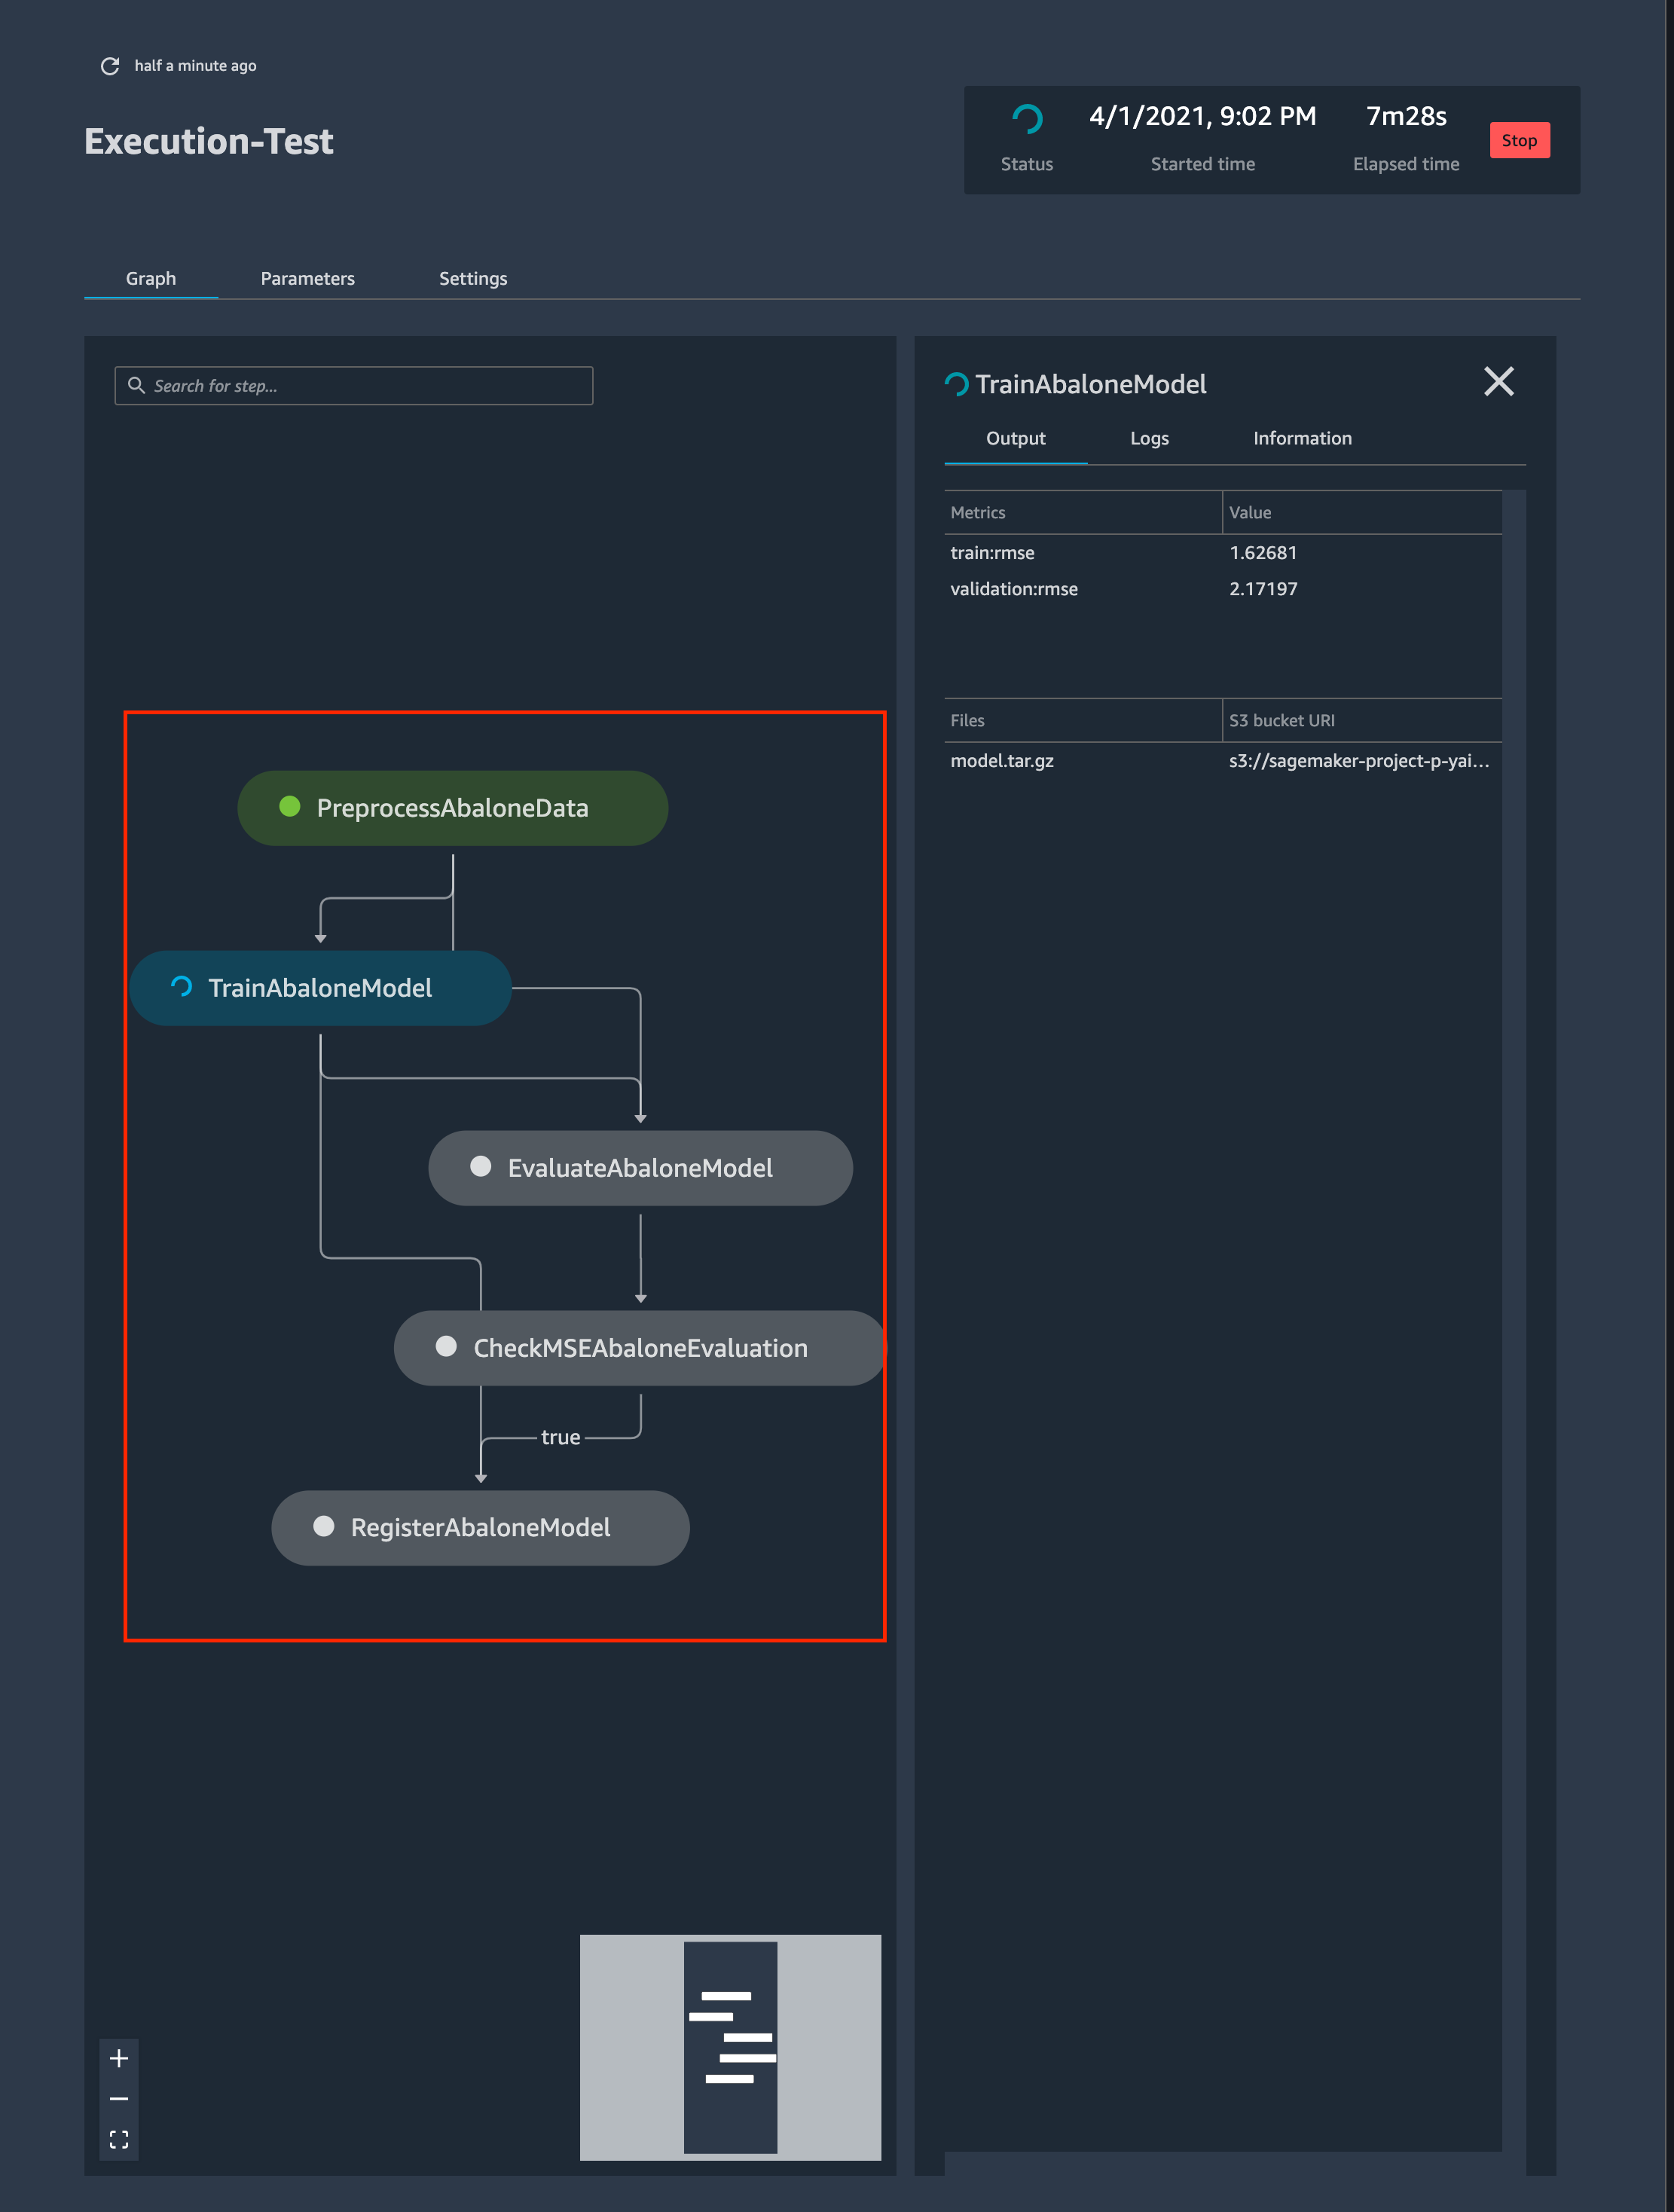 half a minute ago
Execution-Test
4/1/2021, 9:02 PM
7m28s
Stop
Status
Started time
Elapsed time
Graph
Parameters
Settings
Search for step...
PreprocessAbaloneData
TrainAbaloneModel
EvaluateAbaloneModel
CheckMSEAbaloneEvaluation
true
RegisterAbaloneModel
TrainAbaloneModel
Output
Logs
Information
Metrics
Value
train:rmse
1.62681
validation:rmse
2.17197
Files
S3 bucket URI
model.tar.gz
s3://sagemaker-project-p-yai...